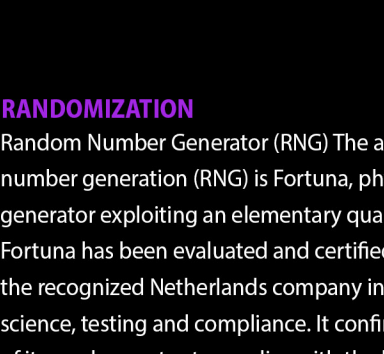 RANDOMIZATION
Random Number Generator (RNG) The a
number generation (RNG) is Fortuna, ph
generator exploiting an elementary qua
Fortuna has been evaluated and certifie
the recognized Netherlands company in
science, testing and compliance. It confi